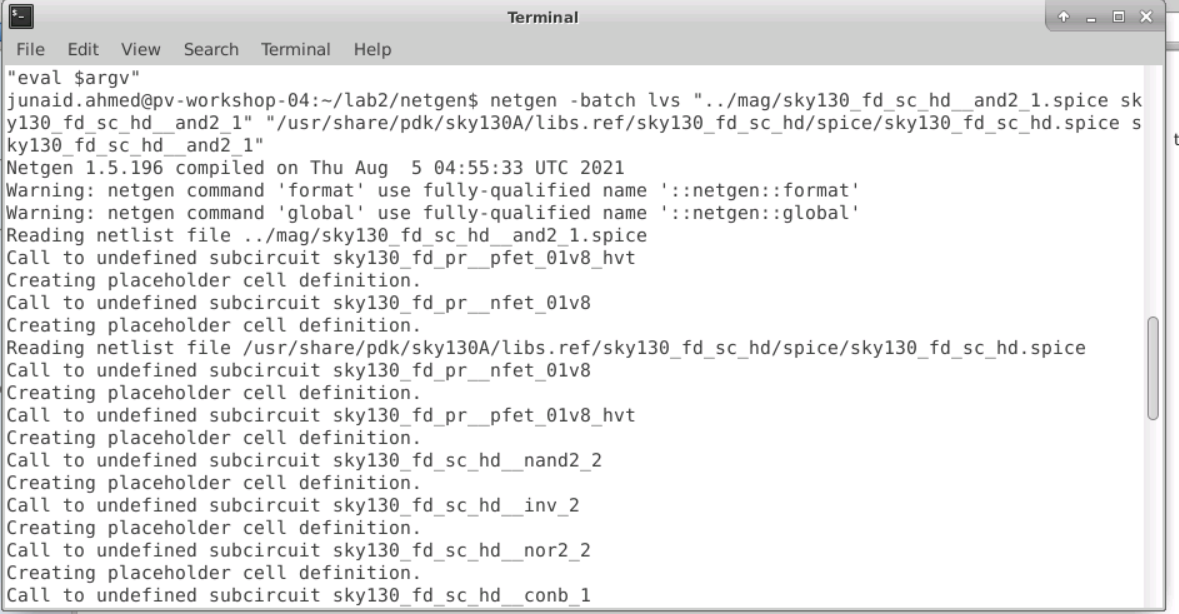 Terminal
File Edit View Search Terminal Help
"eval $argv"
junaid.ahmed@pv-workshop-04:~/lab2/netgen$ netgen -batch lvs "../mag/sky130_fd_sc_hd__and2_1.spice sk
y130_fd_sc_hd__and2_1" "/usr/share/pdk/sky130A/libs.ref/sky130_fd_sc_hd/spice/sky130_fd_sc_hd.spice s
ky130_fd_sc_hd__and2_1"
Netgen 1.5.196 compiled on Thu Aug  5 04:55:33 UTC 2021
Warning: netgen command 'format' use fully-qualified name '::netgen::format'
Warning: netgen command 'global' use fully-qualified name '::netgen::global'
Reading netlist file ../mag/sky130_fd_sc_hd__and2_1.spice
Call to undefined subcircuit sky130_fd_pr__pfet_01v8_hvt
Creating placeholder cell definition.
Call to undefined subcircuit sky130_fd_pr__nfet_01v8
Creating placeholder cell definition.
Reading netlist file /usr/share/pdk/sky130A/libs.ref/sky130_fd_sc_hd/spice/sky130_fd_sc_hd.spice
Call to undefined subcircuit sky130_fd_pr__nfet_01v8
Creating placeholder cell definition.
Call to undefined subcircuit sky130_fd_pr__pfet_01v8_hvt
Creating placeholder cell definition.
Call to undefined subcircuit sky130_fd_sc_hd__nand2_2
Creating placeholder cell definition.
Call to undefined subcircuit sky130_fd_sc_hd__inv_2
Creating placeholder cell definition.
Call to undefined subcircuit sky130_fd_sc_hd__nor2_2
Creating placeholder cell definition.
Call to undefined subcircuit sky130_fd_sc_hd__conb_1